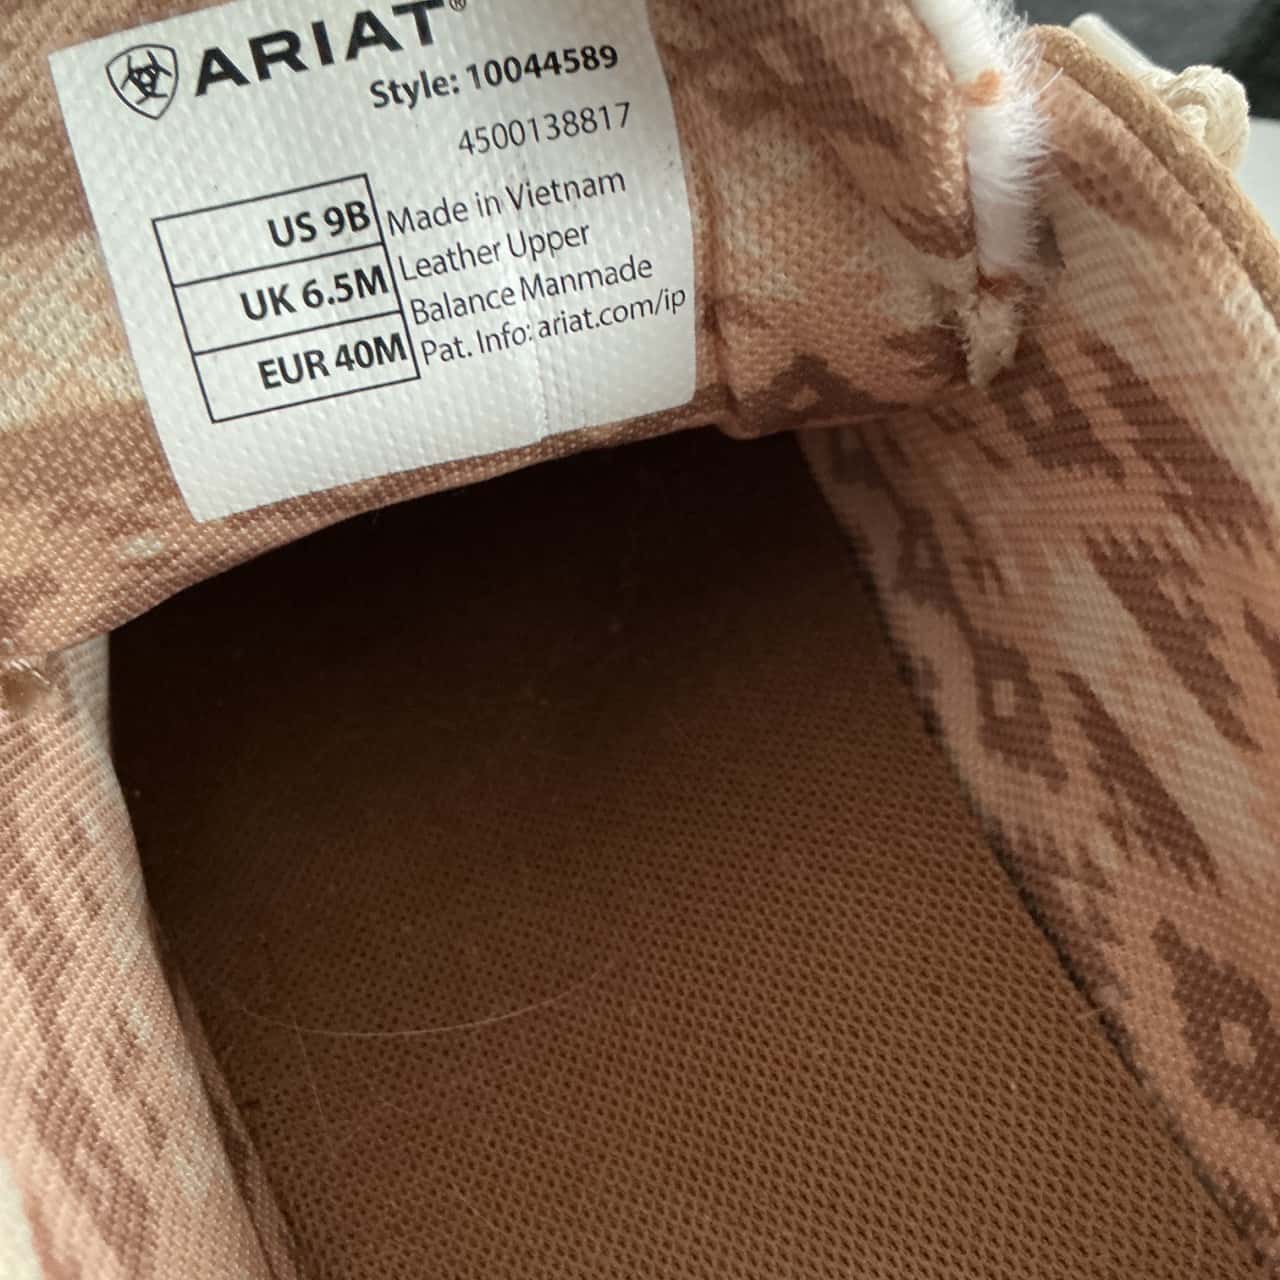 ARIAT®
Style: 10044589
4500138817
US 9B
UK 6.5M
EUR 40M
Made in Vietnam
Leather Upper
Balance Manmade
Pat. Info: ariat.com/ip